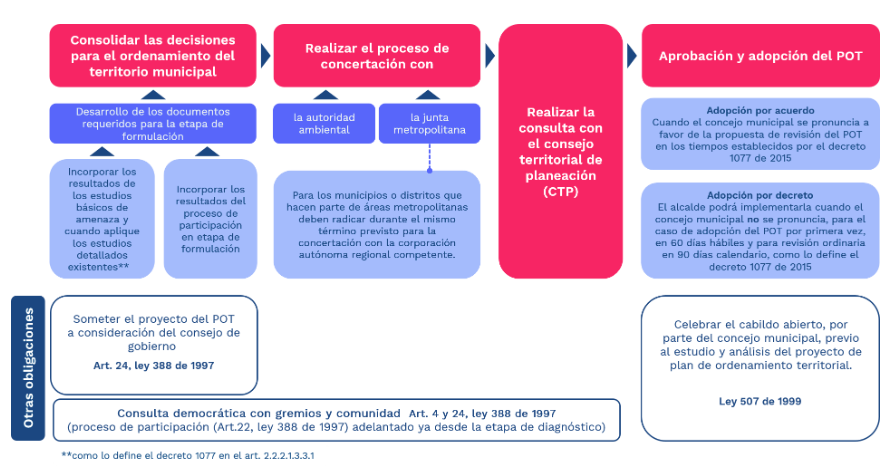 Consolidar las decisiones
para el ordenamiento del
territorio municipal
Desarrollo de los documentos
requeridos para la etapa de
formulación
Incorporar los
resultados de
los estudios
básicos de
amenaza y
cuando aplique
los estudios
detallados
existentes**
Incorporar los
resultados del
proceso de
participación
en etapa de
formulación
Realizar el proceso de
concertación con
la autoridad
ambiental
la junta
metropolitana
Para los municipios o distritos que
hacen parte de áreas metropolitanas
deben radicar durante el mismo
término previsto para la
concertación con la corporación
autónoma regional competente.
Realizar la
consulta con
el consejo
territorial de
planeación
(CTP)
Aprobación y adopción del POT
Adopción por acuerdo
Cuando el concejo municipal se pronuncia a
favor de la propuesta de revisión del POT
en los tiempos establecidos por el decreto
1077 de 2015
Adopción por decreto
El alcalde podrá implementarla cuando el
concejo municipal no se pronuncia, para el
caso de adopción del POT por primera vez,
en 60 días hábiles y para revisión ordinaria
en 90 días calendario, como lo define el
decreto 1077 de 2015
Otras obligaciones
Someter el proyecto del POT
a consideración del consejo de
gobierno
Art. 24, ley 388 de 1997
Consulta democrática con gremios y comunidad Art. 4 y 24, ley 388 de 1997
(proceso de participación (Art.22, ley 388 de 1997) adelantado ya desde la etapa de diagnóstico)
Celebrar el cabildo abierto, por
parte del concejo municipal, previo
al estudio y análisis del proyecto de
plan de ordenamiento territorial.
Ley 507 de 1999
**como lo define el decreto 1077 en el art. 2.2.2.1.3.3.1